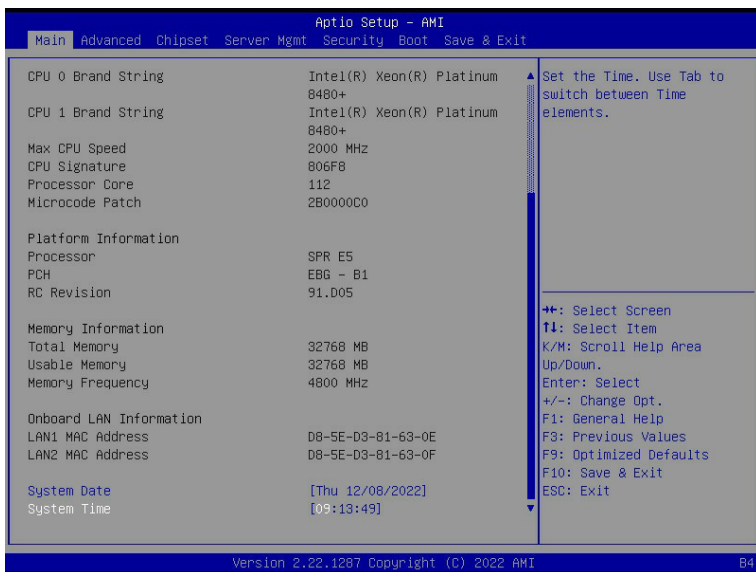 Aptio Setup - AMI
Main Advanced Chipset Server Mgmt Security Boot Save & Exit
CPU 0 Brand String Intel(R) Xeon(R) Platinum
8480+
CPU 1 Brand String Intel(R) Xeon(R) Platinum
8480+
Max CPU Speed 2000 MHz
CPU Signature 806F8
Processor Core 112
Microcode Patch 2B0000C0
Platform Information
Processor SPR E5
PCH EBG - B1
RC Revision 91.D05
Memory Information
Total Memory 32768 MB
Usable Memory 32768 MB
Memory Frequency 4800 MHz
Onboard LAN Information
LAN1 MAC Address D8-5E-D3-81-63-0E
LAN2 MAC Address D8-5E-D3-81-63-0F
System Date [Thu 12/08/2022]
System Time [09:13:49]
Set the Time. Use Tab to
switch between Time
elements.
→←: Select Screen
↑↓: Select Item
K/M: Scroll Help Area
Up/Down.
Enter: Select
+/-: Change Opt.
F1: General Help
F3: Previous Values
F9: Optimized Defaults
F10: Save & Exit
ESC: Exit
Version 2.22.1287 Copyright (C) 2022 AMI
B4